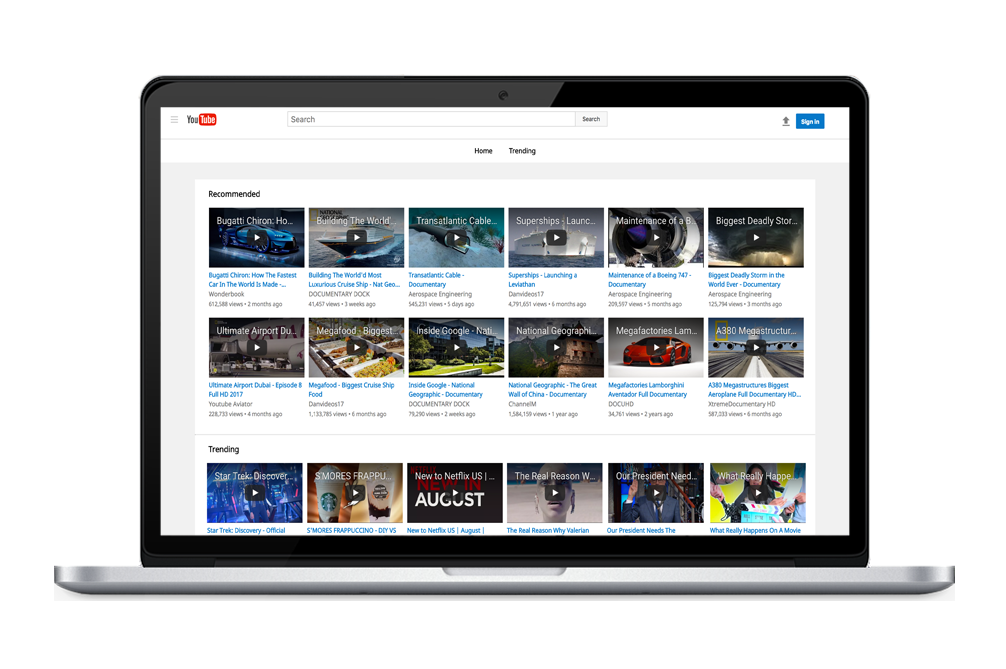 YouTube
Search
Search
Sign in
Home
Trending
Recommended
Bugatti Chiron: Ho...
Building The World'...
Transatlantic Cable...
Superships - Launc...
Maintenance of a B...
Biggest Deadly Stor...
Bugatti Chiron: How The Fastest
Car In The World Is Made -...
Wonderbook
612,588 views • 2 months ago
Building The World'd Most
Luxurious Cruise Ship - Nat Geo...
DOCUMENTARY DOCK
41,457 views • 3 weeks ago
Transatlantic Cable -
Documentary
Aerospace Engineering
545,231 views • 5 days ago
Superships - Launching a
Leviathan
Danvideos17
4,791,651 views • 6 months ago
Maintenance of a Boeing 747 -
Documentary
Aerospace Engineering
209,597 views • 5 months ago
Biggest Deadly Storm in the
World Ever - Documentary
Aerospace Engineering
125,794 views • 3 months ago
Ultimate Airport Du...
Megafood - Biggest...
Inside Google - Nati...
National Geographi...
Megafactories Lam...
A380 Megastructur...
Ultimate Airport Dubai - Episode 8
Full HD 2017
Youtube Aviator
228,733 views • 4 months ago
Megafood - Biggest Cruise Ship
Food
Danvideos17
1,133,785 views • 6 months ago
Inside Google - National
Geographic - Documentary
DOCUMENTARY DOCK
79,290 views • 2 weeks ago
National Geographic - The Great
Wall of China - Documentary
ChannelM
1,584,159 views • 1 year ago
Megafactories Lamborghini
Aventador Full Documentary
DOCUHD
34,761 views • 2 years ago
A380 Megastructures Biggest
Aeroplane Full Documentary HD...
XtremeDocumentary HD
587,033 views • 6 months ago
Trending
Star Trek: Discover...
S'MORES FRAPPU...
New to Netflix US |...
NEW IN
AUGUST
The Real Reason W...
Our President Need...
What Really Happe...
Star Trek: Discovery - Official
S'MORES FRAPPUCCINO - DIY VS
New to Netflix US | August |
The Real Reason Why Valerian
Our President Needs The
What Really Happens On A Movie